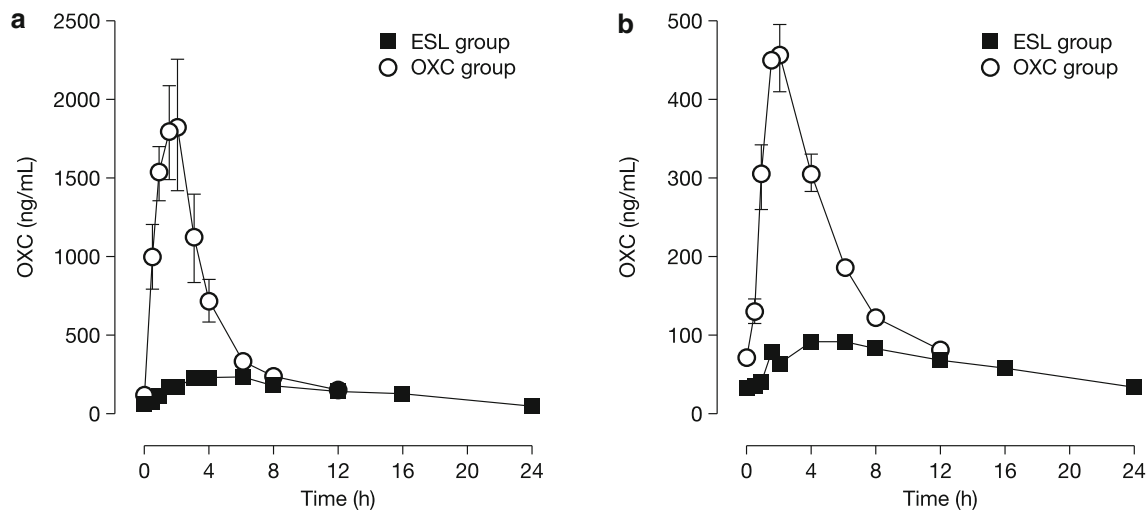 a
2500
2000
1500
1000
500
0
OXC (ng/mL)
ESL group
OXC group
0 4 8 12 16 20 24
Time (h)
b
500
400
300
200
100
0
OXC (ng/mL)
ESL group
OXC group
0 4 8 12 16 20 24
Time (h)